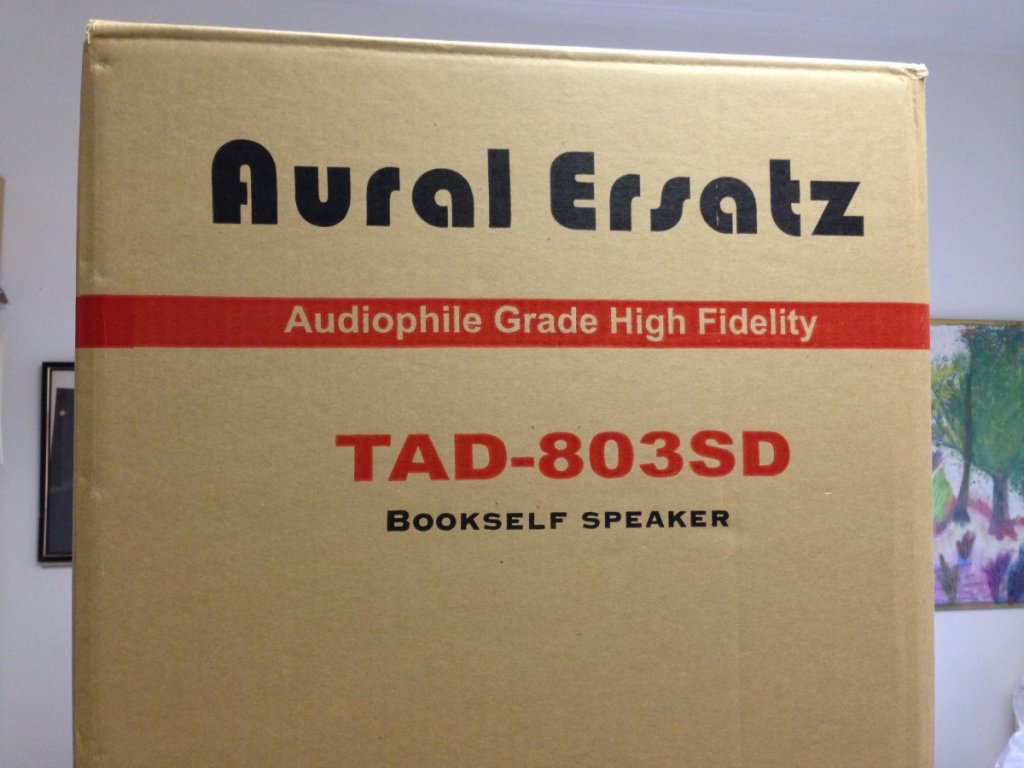 Aural Ersatz
Audiophile Grade High Fidelity
TAD-803SD
BOOKSELF SPEAKER